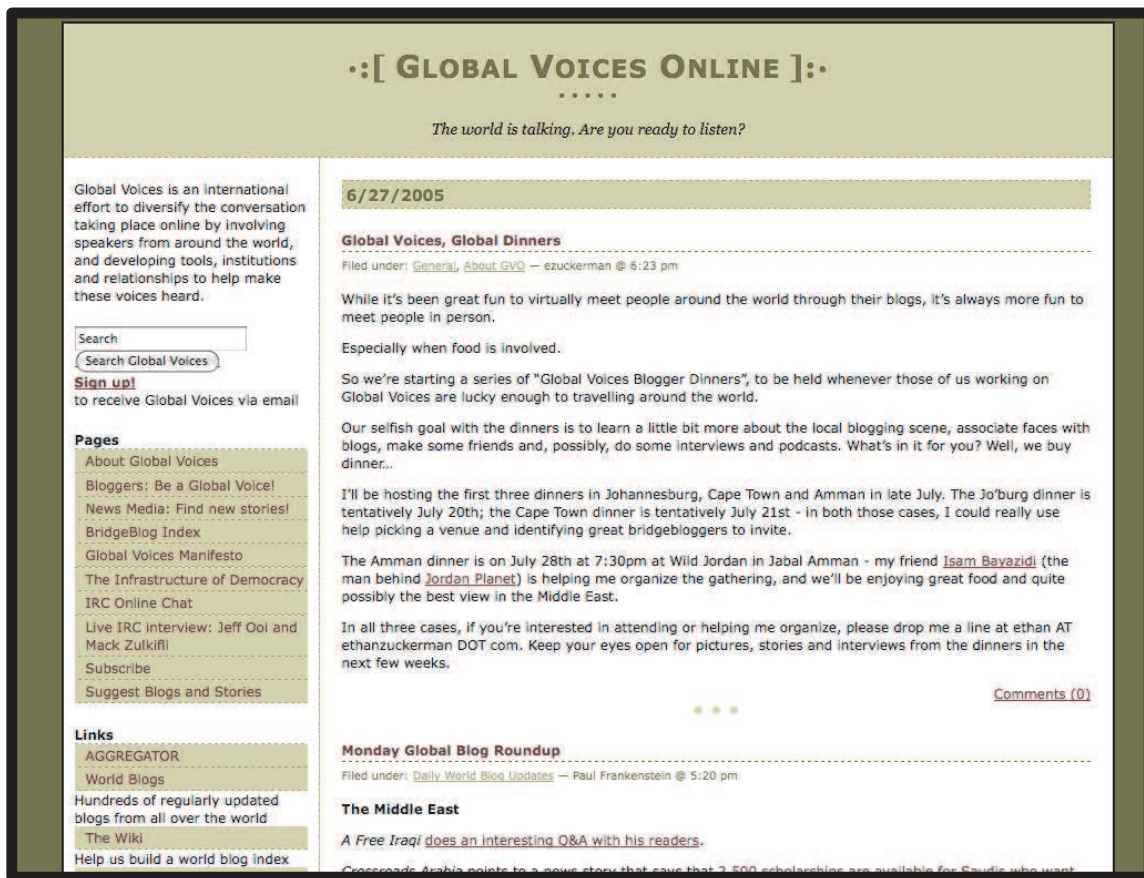 ·:[ GLOBAL VOICES ONLINE ]:·
The world is talking. Are you ready to listen?
Global Voices is an international
effort to diversify the conversation
taking place online by involving
speakers from around the world,
and developing tools, institutions
and relationships to help make
these voices heard.
Search
Search Global Voices
Sign up!
to receive Global Voices via email
Pages
About Global Voices
Bloggers: Be a Global Voice!
News Media: Find new stories!
BridgeBlog Index
Global Voices Manifesto
The Infrastructure of Democracy
IRC Online Chat
Live IRC interview: Jeff Ooi and
Mack Zulkifli
Subscribe
Suggest Blogs and Stories
Links
AGGREGATOR
World Blogs
Hundreds of regularly updated
blogs from all over the world
The Wiki
Help us build a world blog index
6/27/2005
Global Voices, Global Dinners
Filed under: General, About GVO — ezuckerman @ 6:23 pm
While it's been great fun to virtually meet people around the world through their blogs, it's always more fun to
meet people in person.
Especially when food is involved.
So we're starting a series of “Global Voices Blogger Dinners”, to be held whenever those of us working on
Global Voices are lucky enough to travelling around the world.
Our selfish goal with the dinners is to learn a little bit more about the local blogging scene, associate faces with
blogs, make some friends and, possibly, do some interviews and podcasts. What's in it for you? Well, we buy
dinner...
I'll be hosting the first three dinners in Johannesburg, Cape Town and Amman in late July. The Jo'burg dinner is
tentatively July 20th; the Cape Town dinner is tentatively July 21st - in both those cases, I could really use
help picking a venue and identifying great bridgebloggers to invite.
The Amman dinner is on July 28th at 7:30pm at Wild Jordan in Jabal Amman - my friend Isam Bayazidi (the
man behind Jordan Planet) is helping me organize the gathering, and we'll be enjoying great food and quite
possibly the best view in the Middle East.
In all three cases, if you're interested in attending or helping me organize, please drop me a line at ethan AT
ethanzuckerman DOT com. Keep your eyes open for pictures, stories and interviews from the dinners in the
next few weeks.
Comments (0)
Monday Global Blog Roundup
Filed under: Daily World Blog Updates — Paul Frankenstein @ 5:20 pm
The Middle East
A Free Iraqi does an interesting Q&A with his readers.
Crossroads Arabia points to a news story that says that 2,500 scholarships are available for Saudis who want